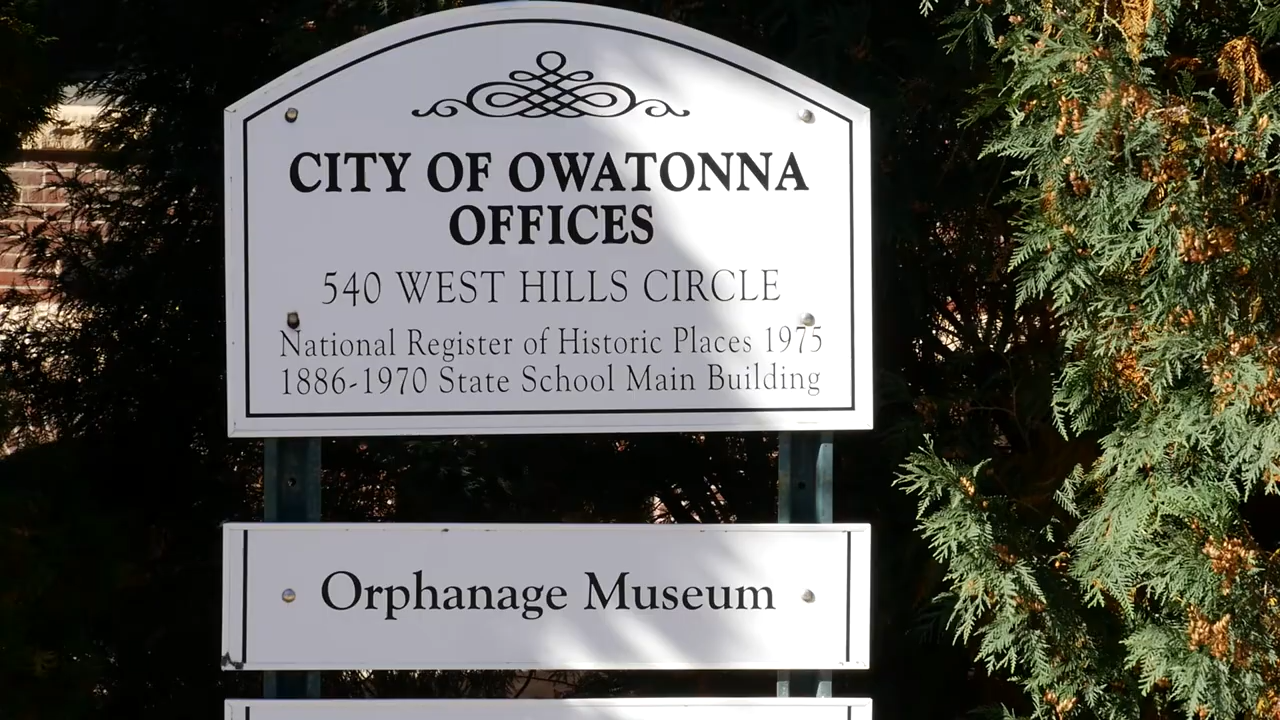 CITY OF OWATONNA
OFFICES
540 WEST HILLS CIRCLE
National Register of Historic Places 1975
1886-1970 State School Main Building
Orphanage Museum